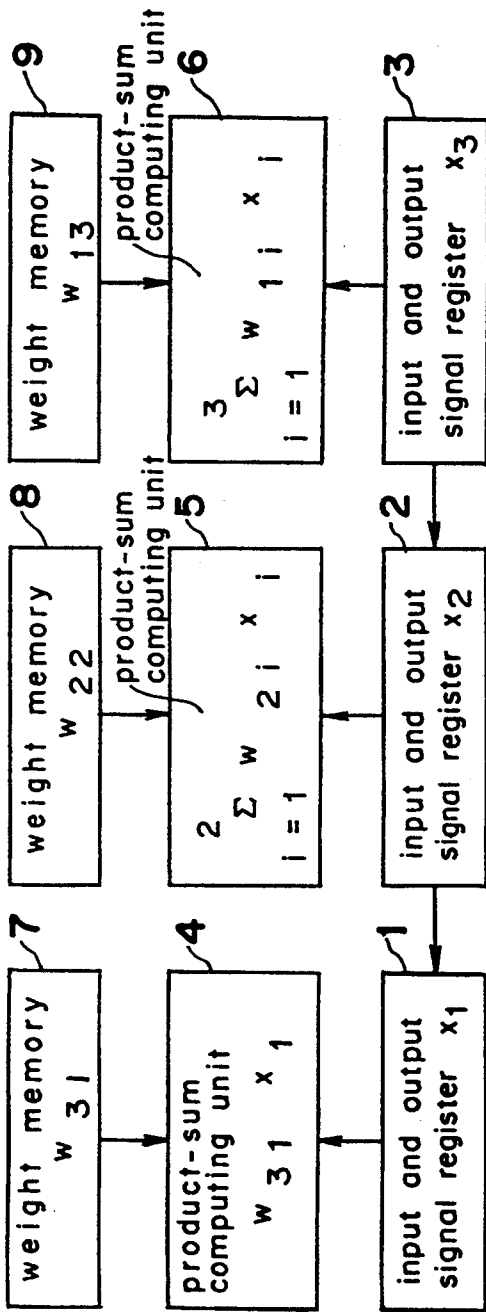 7
weight memory
w 31
4
product-sum
computing unit
w 31 x 1
1
input and output
signal register x1
8
weight memory
w 22
product-sum
computing unit
5
2
Σ w 2i x i
i = 1
2
input and output
signal register x2
9
weight memory
w 13
product-sum
computing unit
6
3
Σ w 1i x i
i = 1
3
input and output
signal register x3